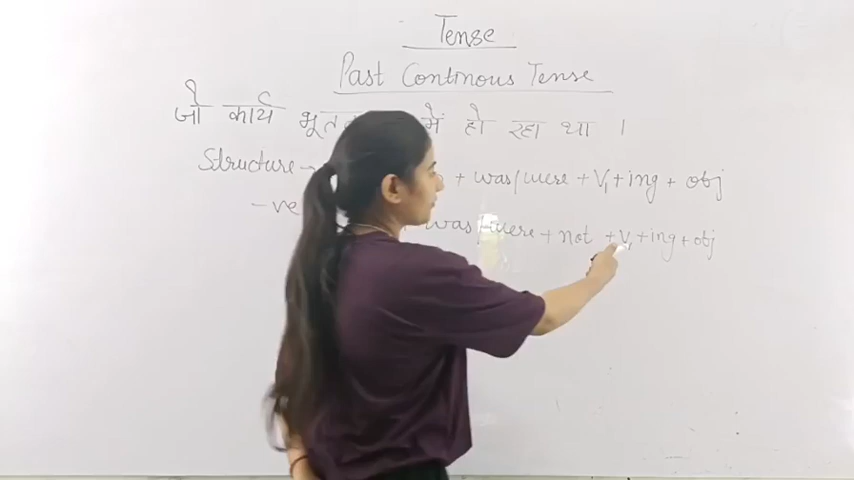 Tense
Past Continous Tense
जो कार्य में हो रहा था ।
Structure → + was/were + V₁ + ing + obj
-ve was/were + not + V₁ + ing + obj